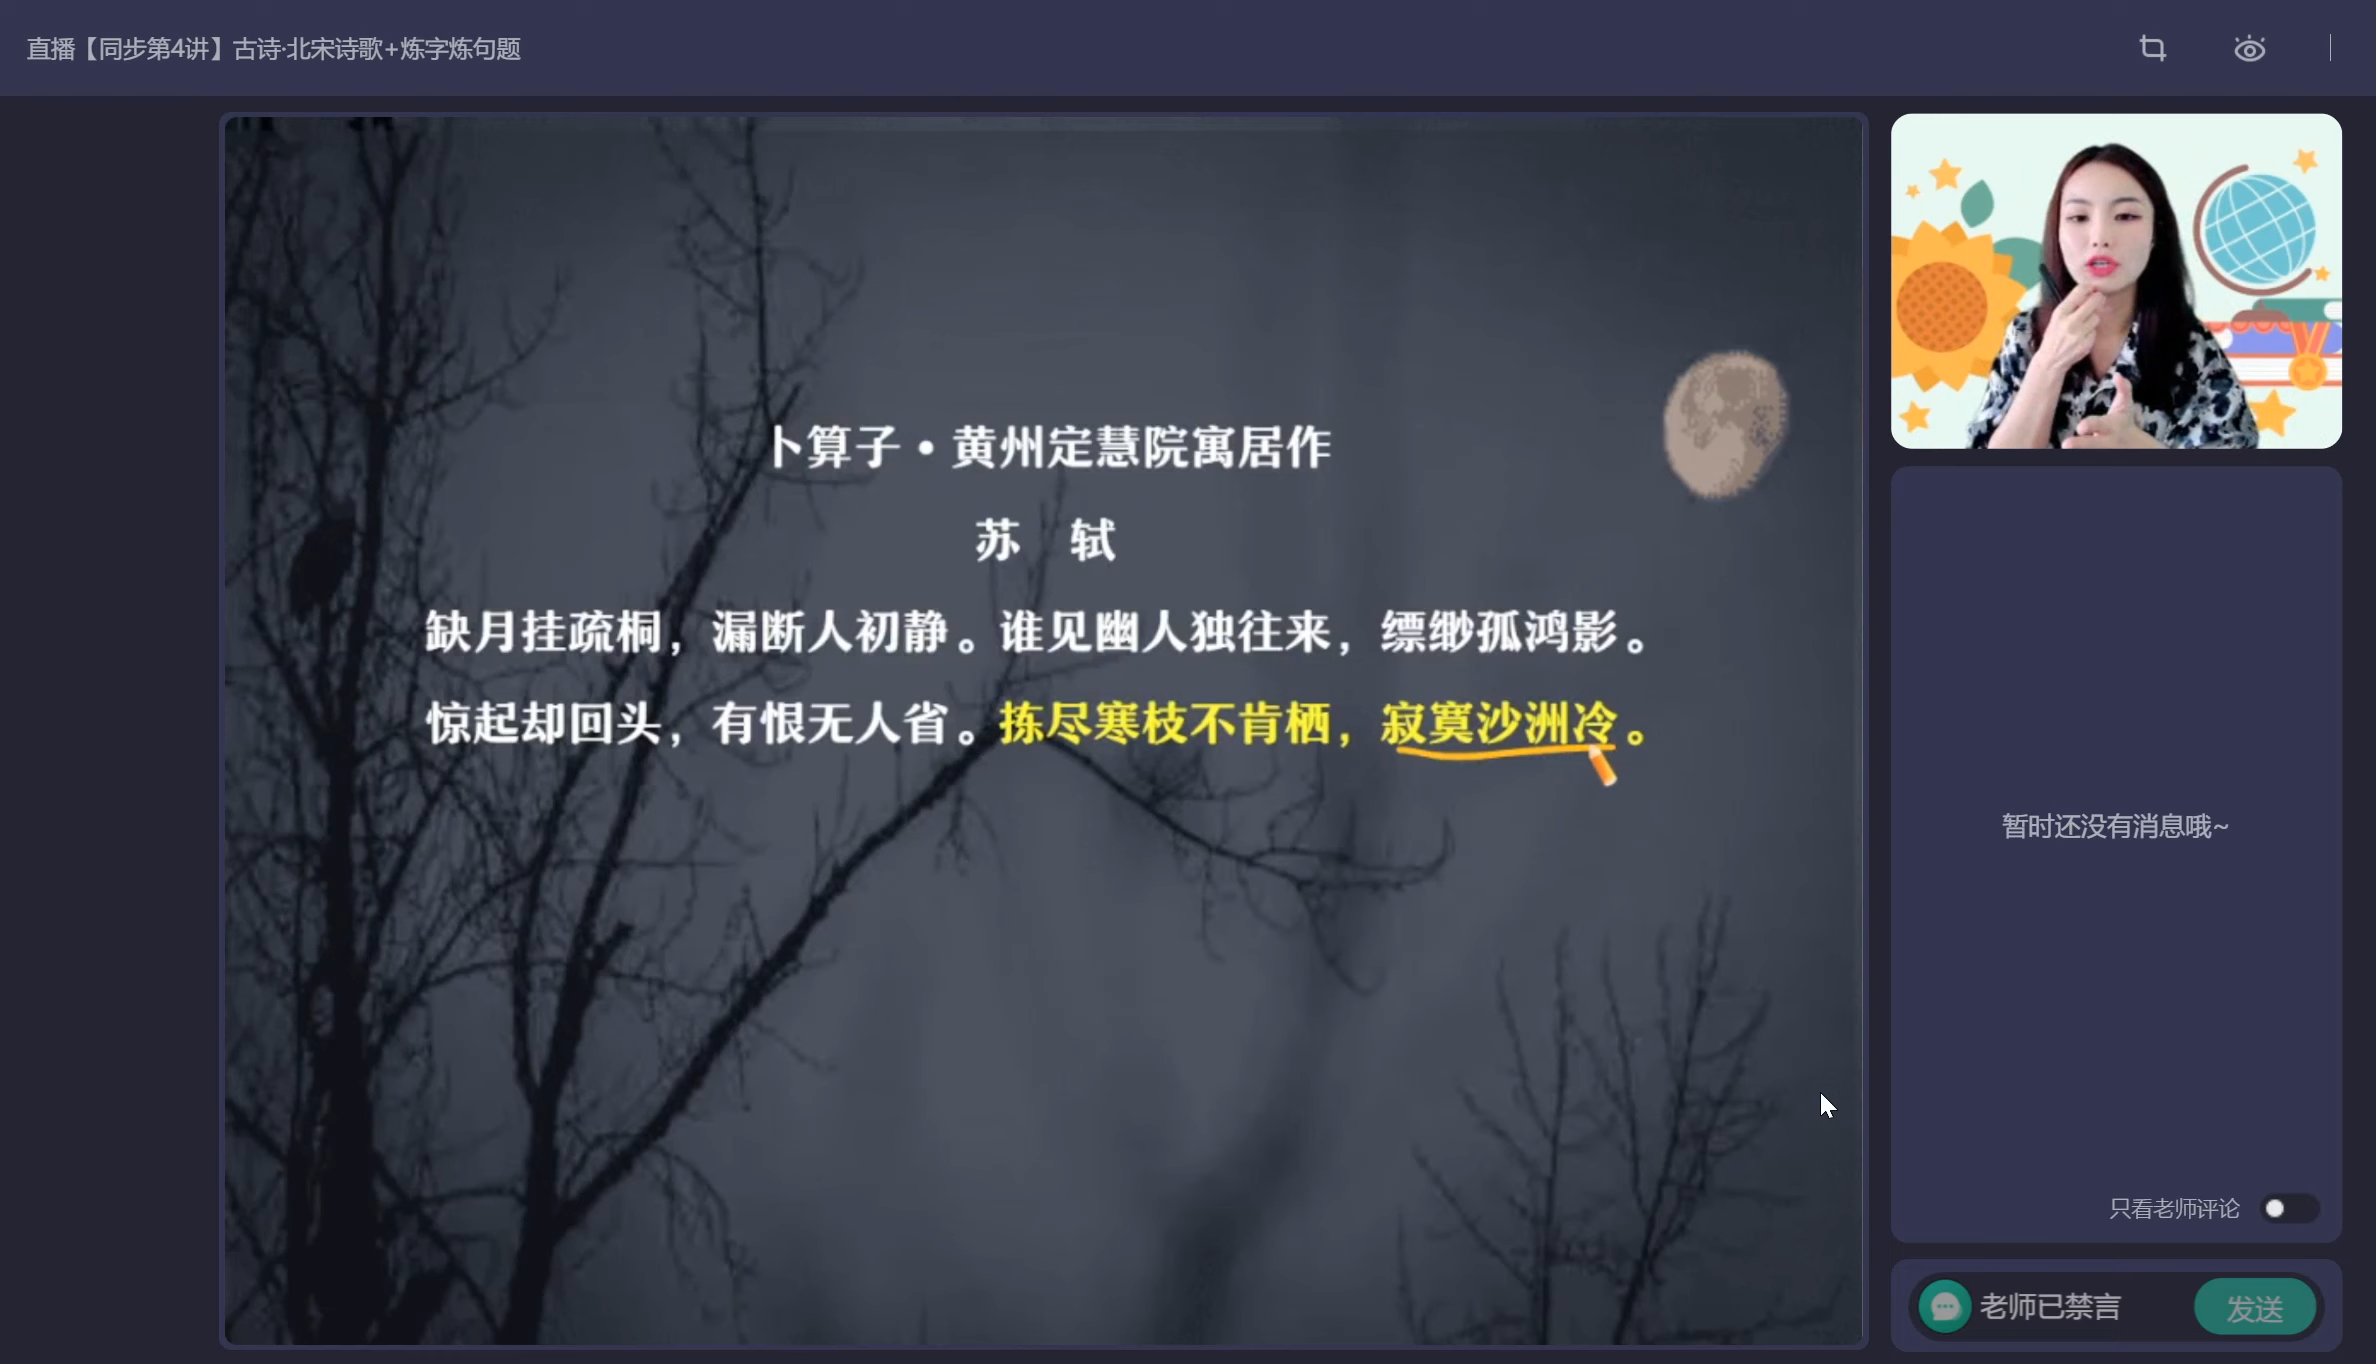 直播【同步第4讲】古诗·北宋诗歌+炼字炼句题
卜算子·黄州定慧院寓居作
苏 轼
缺月挂疏桐，漏断人初静。谁见幽人独往来，缥缈孤鸿影。
惊起却回头，有恨无人省。拣尽寒枝不肯栖，寂寞沙洲冷。
暂时还没有消息哦~
只看老师评论
老师已禁言
发送